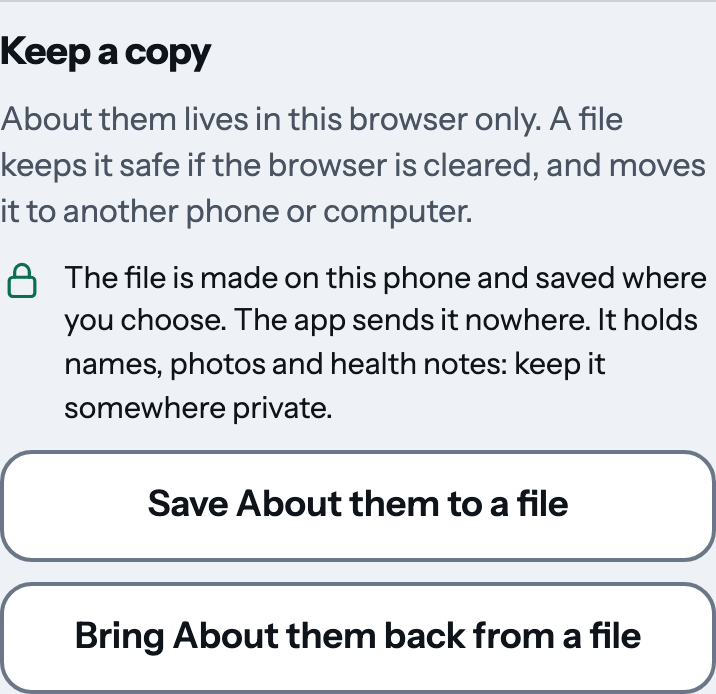 Keep a copy
About them lives in this browser only. A file
keeps it safe if the browser is cleared, and moves
it to another phone or computer.
The file is made on this phone and saved where
you choose. The app sends it nowhere. It holds
names, photos and health notes: keep it
somewhere private.
Save About them to a file
Bring About them back from a file